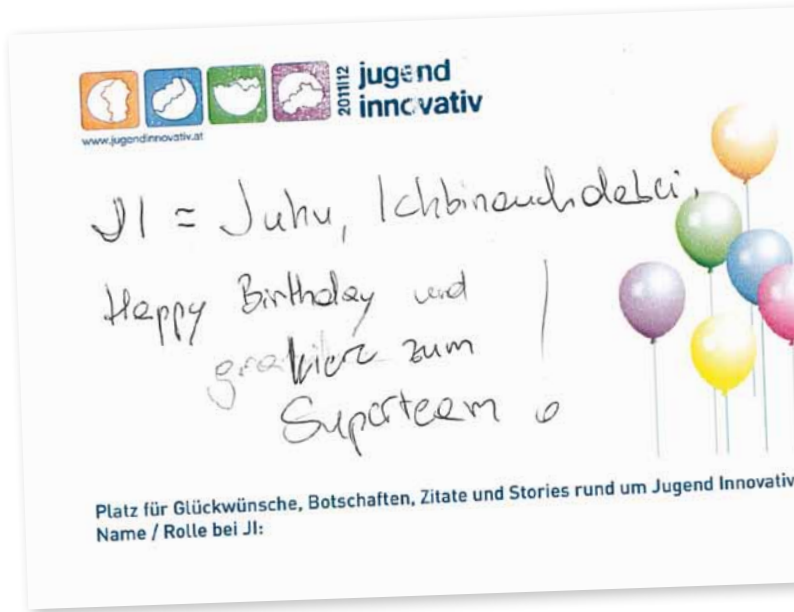 2011|12
jugend
innovativ
www.jugendinnovativ.at
JI = Juhu, Ichbinauchdabei,
Happy Birthday und
gratuliere zum
Superteam !
Platz für Glückwünsche, Botschaften, Zitate und Stories rund um Jugend Innovativ
Name / Rolle bei JI: